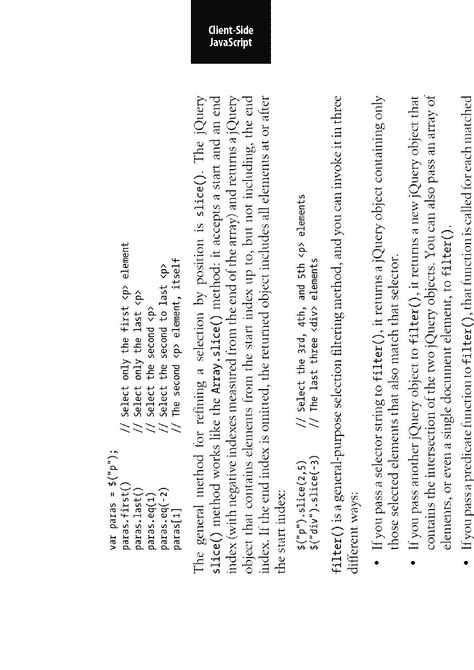 Client-Side
JavaScript
var paras = $("p");
paras.first() // Select only the first <p> element
paras.last() // Select only the last <p>
paras.eq(1) // Select the second <p>
paras.eq(-2) // Select the second to last <p>
paras[1] // The second <p> element, itself
The general method for refining a selection by position is slice(). The jQuery
slice() method works like the Array.slice() method: it accepts a start and an end
index (with negative indexes measured from the end of the array) and returns a jQuery
object that contains elements from the start index up to, but not including, the end
index. If the end index is omitted, the returned object includes all elements at or after
the start index:
$("p").slice(2,5) // Select the 3rd, 4th, and 5th <p> elements
$("div").slice(-3) // The last three <div> elements
filter() is a general-purpose selection filtering method, and you can invoke it in three
different ways:
• If you pass a selector string to filter(), it returns a jQuery object containing only
those selected elements that also match that selector.
• If you pass another jQuery object to filter(), it returns a new jQuery object that
contains the intersection of the two jQuery objects. You can also pass an array of
elements, or even a single document element, to filter().
• If you pass a predicate function to filter(), that function is called for each matched